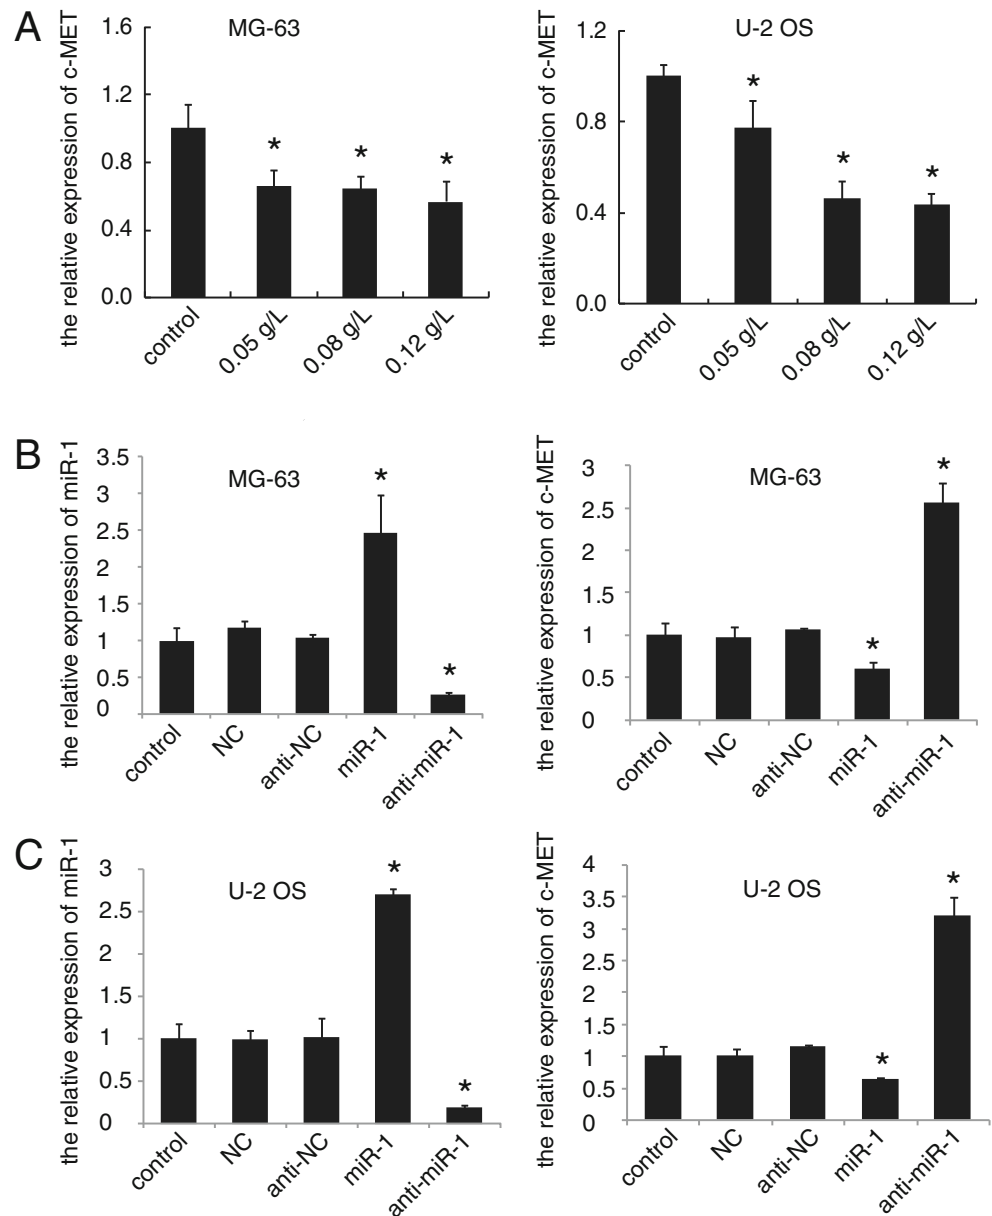 A
the relative expression of c-MET
MG-63
1.6
1.2
0.8
0.4
0.0
*
*
*
control
0.05 g/L
0.08 g/L
0.12 g/L
the relative expression of c-MET
U-2 OS
1.2
0.8
0.4
0.0
*
*
*
control
0.05 g/L
0.08 g/L
0.12 g/L
B
the relative expression of miR-1
MG-63
3.5
3
2.5
2
1.5
1
0.5
0
*
*
control
NC
anti-NC
miR-1
anti-miR-1
the relative expression of c-MET
MG-63
3
2.5
2
1.5
1
0.5
0
*
*
control
NC
anti-NC
miR-1
anti-miR-1
C
the relative expression of miR-1
U-2 OS
3
2.5
2
1.5
1
0.5
0
*
*
control
NC
anti-NC
miR-1
anti-miR-1
the relative expression of c-MET
U-2 OS
4
3.5
3
2.5
2
1.5
1
0.5
0
*
*
control
NC
anti-NC
miR-1
anti-miR-1